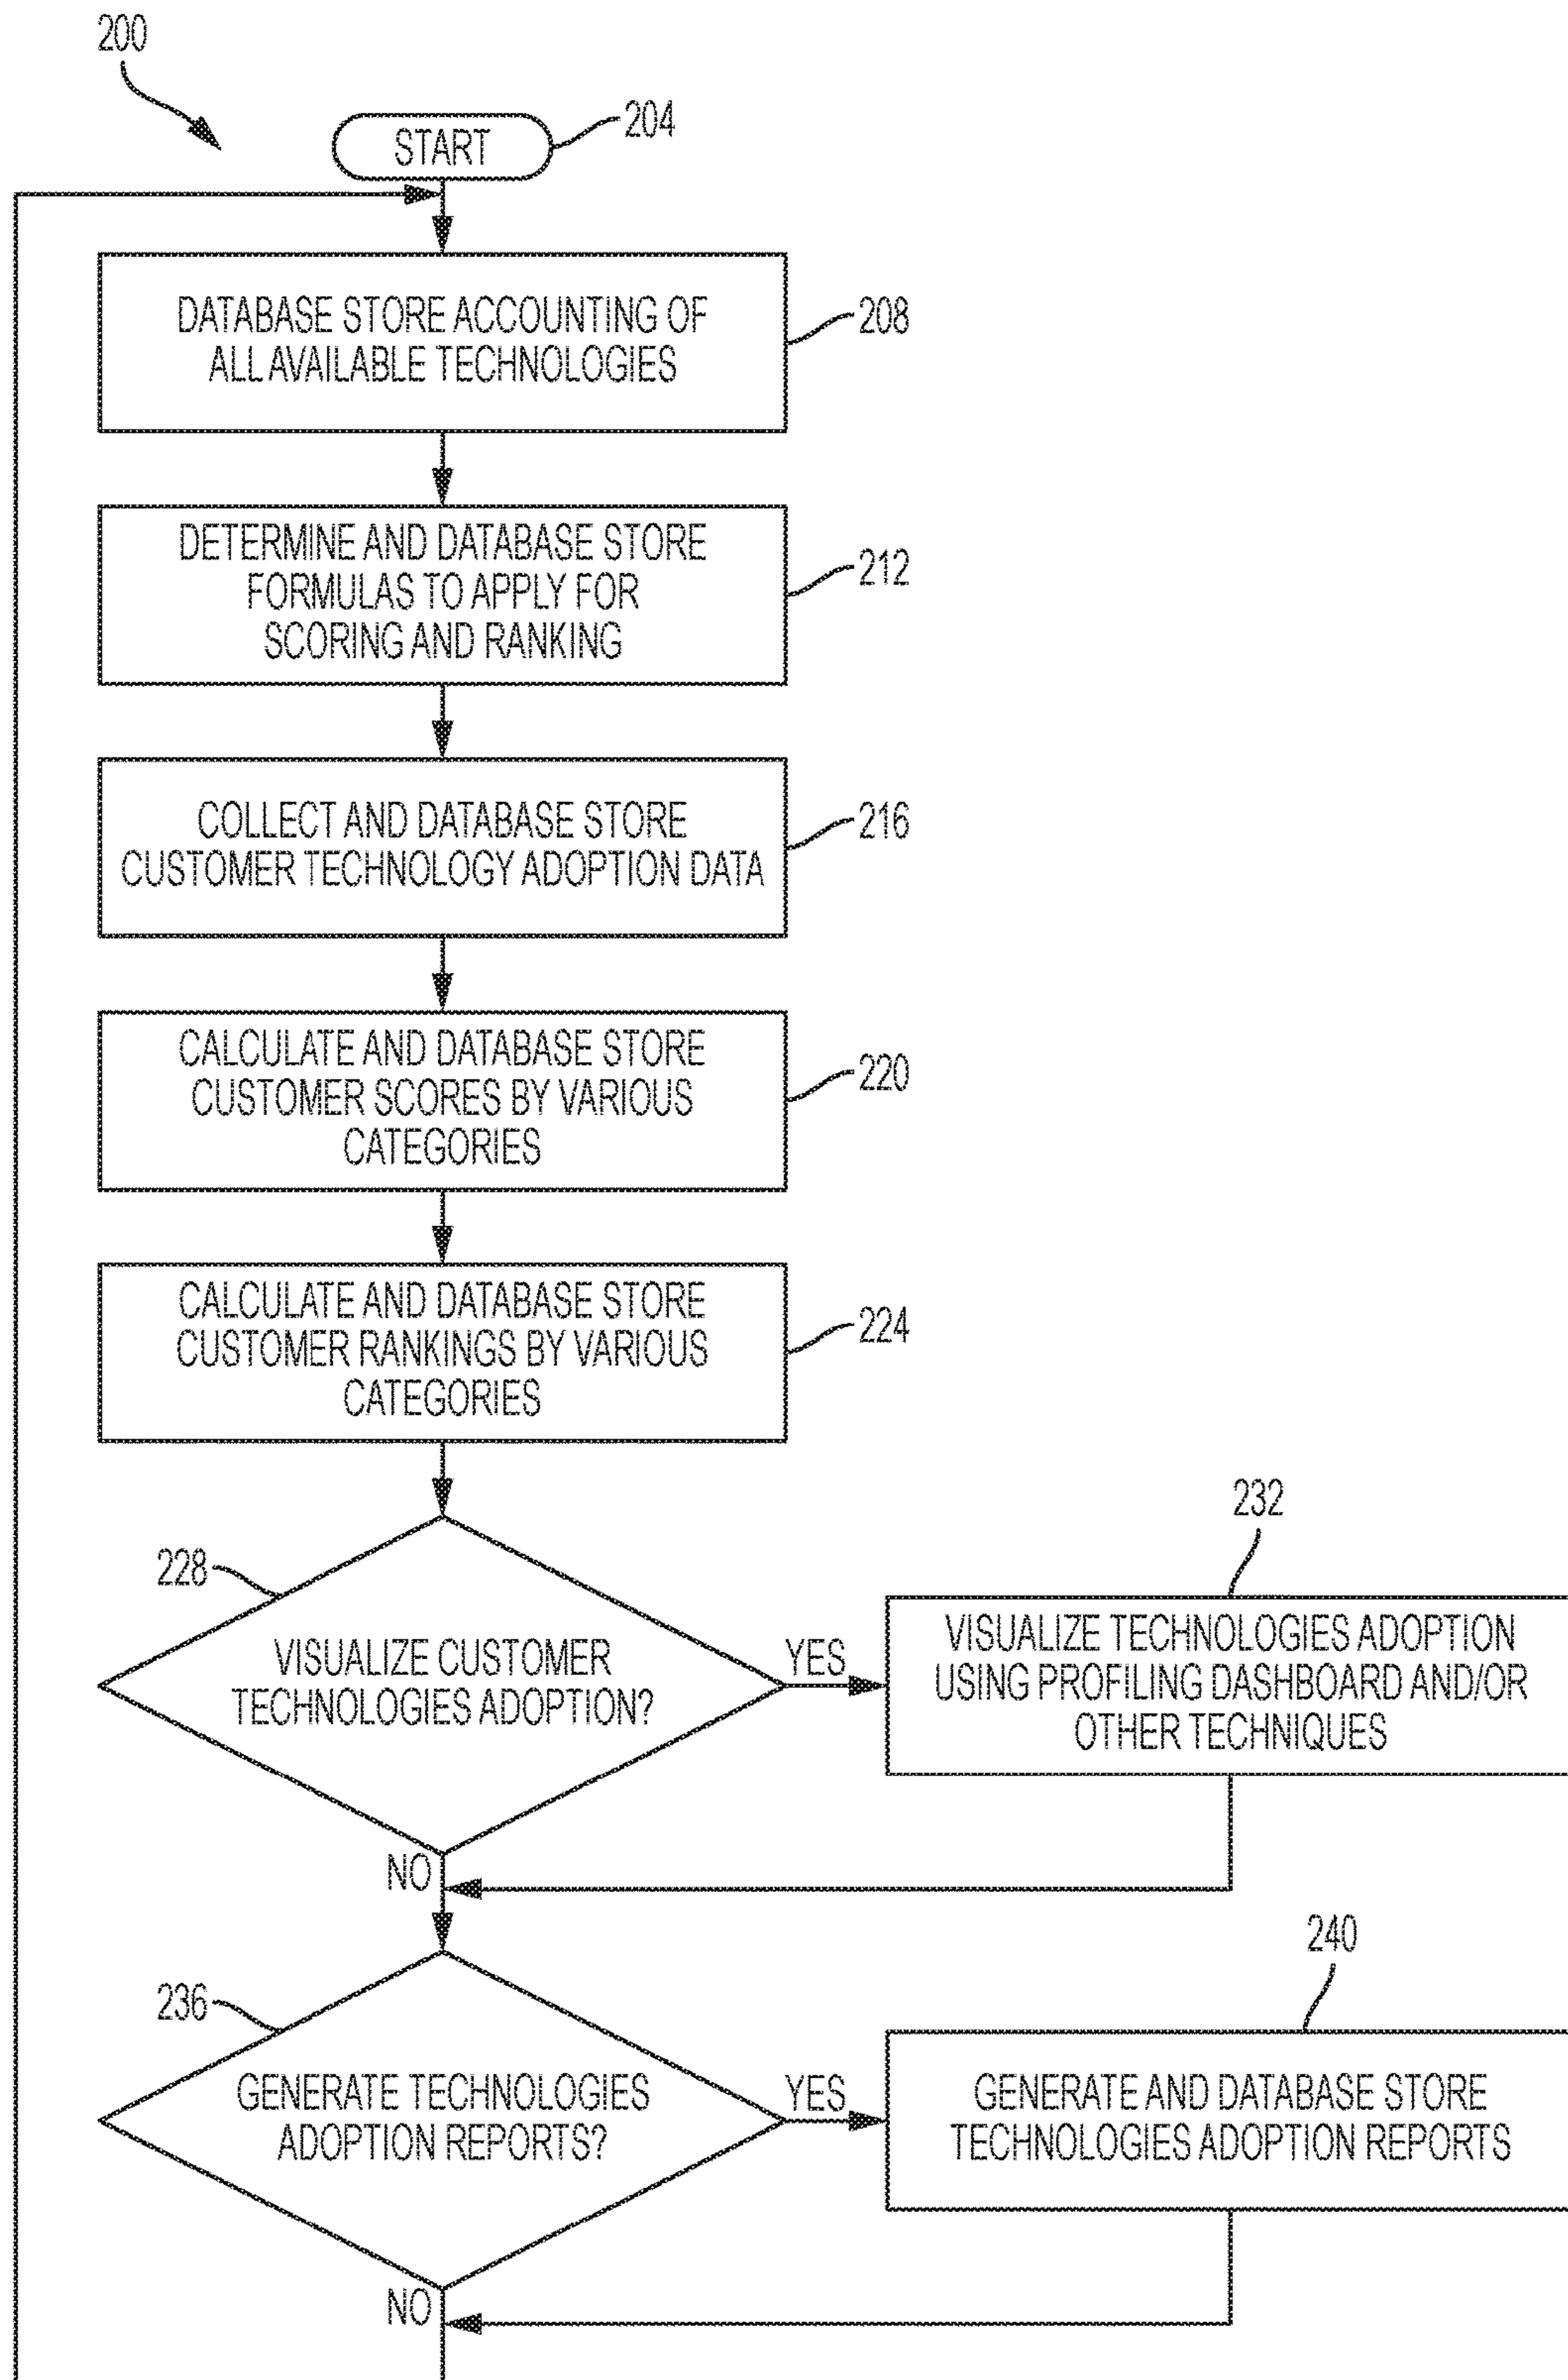 200
START
204
DATABASE STORE ACCOUNTING OF
ALL AVAILABLE TECHNOLOGIES
208
DETERMINE AND DATABASE STORE
FORMULAS TO APPLY FOR
SCORING AND RANKING
212
COLLECT AND DATABASE STORE
CUSTOMER TECHNOLOGY ADOPTION DATA
216
CALCULATE AND DATABASE STORE
CUSTOMER SCORES BY VARIOUS
CATEGORIES
220
CALCULATE AND DATABASE STORE
CUSTOMER RANKINGS BY VARIOUS
CATEGORIES
224
228
VISUALIZE CUSTOMER
TECHNOLOGIES ADOPTION?
YES
232
VISUALIZE TECHNOLOGIES ADOPTION
USING PROFILING DASHBOARD AND/OR
OTHER TECHNIQUES
NO
236
GENERATE TECHNOLOGIES
ADOPTION REPORTS?
YES
240
GENERATE AND DATABASE STORE
TECHNOLOGIES ADOPTION REPORTS
NO